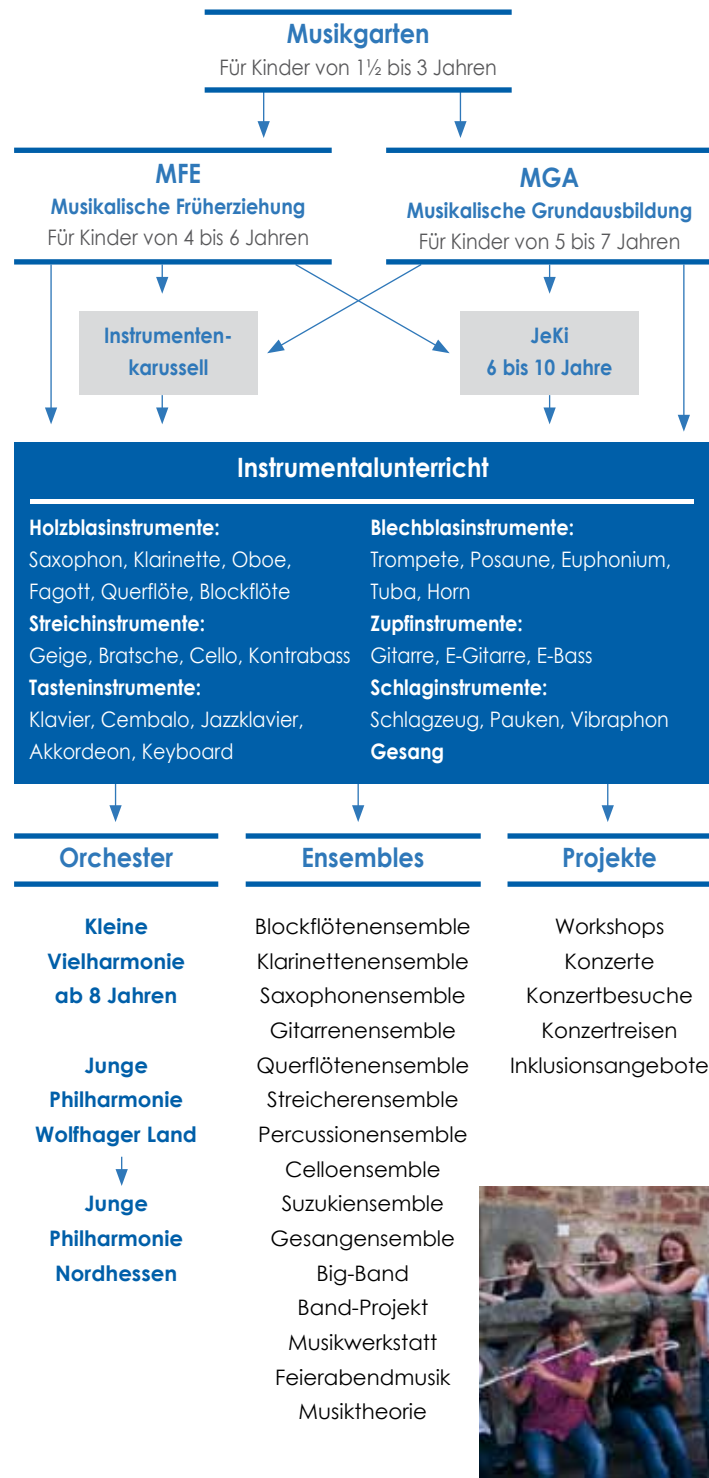 Musikgarten
Für Kinder von 1½ bis 3 Jahren
MFE
Musikalische Früherziehung
Für Kinder von 4 bis 6 Jahren
MGA
Musikalische Grundausbildung
Für Kinder von 5 bis 7 Jahren
Instrumenten-
karussell
JeKi
6 bis 10 Jahre
Instrumentalunterricht
Holzblasinstrumente:
Saxophon, Klarinette, Oboe,
Fagott, Querflöte, Blockflöte
Streichinstrumente:
Geige, Bratsche, Cello, Kontrabass
Tasteninstrumente:
Klavier, Cembalo, Jazzklavier,
Akkordeon, Keyboard
Blechblasinstrumente:
Trompete, Posaune, Euphonium,
Tuba, Horn
Zupfinstrumente:
Gitarre, E-Gitarre, E-Bass
Schlaginstrumente:
Schlagzeug, Pauken, Vibraphon
Gesang
Orchester
Kleine
Vielharmonie
ab 8 Jahren
Junge
Philharmonie
Wolfhager Land
Junge
Philharmonie
Nordhessen
Ensembles
Blockflötenensemble
Klarinettenensemble
Saxophonensemble
Gitarrenensemble
Querflötenensemble
Streicherensemble
Percussionensemble
Celloensemble
Suzukiensemble
Gesangensemble
Big-Band
Band-Projekt
Musikwerkstatt
Feierabendmusik
Musiktheorie
Projekte
Workshops
Konzerte
Konzertbesuche
Konzertreisen
Inklusionsangebote